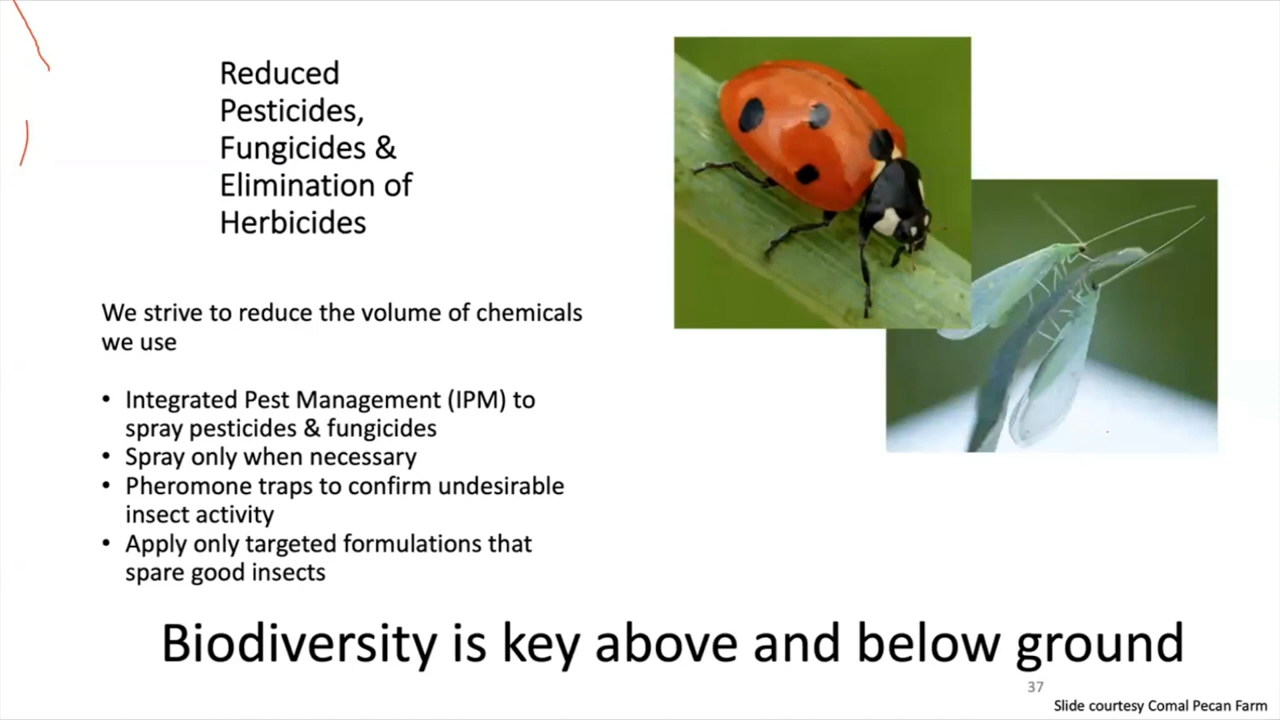 Reduced
Pesticides,
Fungicides &
Elimination of
Herbicides
We strive to reduce the volume of chemicals
we use
• Integrated Pest Management (IPM) to
spray pesticides & fungicides
• Spray only when necessary
• Pheromone traps to confirm undesirable
insect activity
• Apply only targeted formulations that
spare good insects
Biodiversity is key above and below ground
37
Slide courtesy Comal Pecan Farm